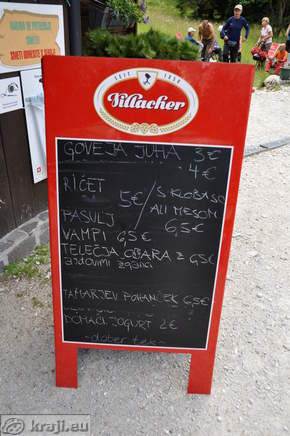 SEIT 1858
Villacher
GOVEJA JUHA 3€
4€
RIČET
5€ / S KLOBASO
PASULJ ALI MESOM
6,5€
VAMPI 6,5€
TELEČJA OBARA Z 6,5€
ajdovimi žganci
TAMARJEV POHANČEK 6,5€
DOMAČI JOGURT 2€
-dober tek-
kraji.eu